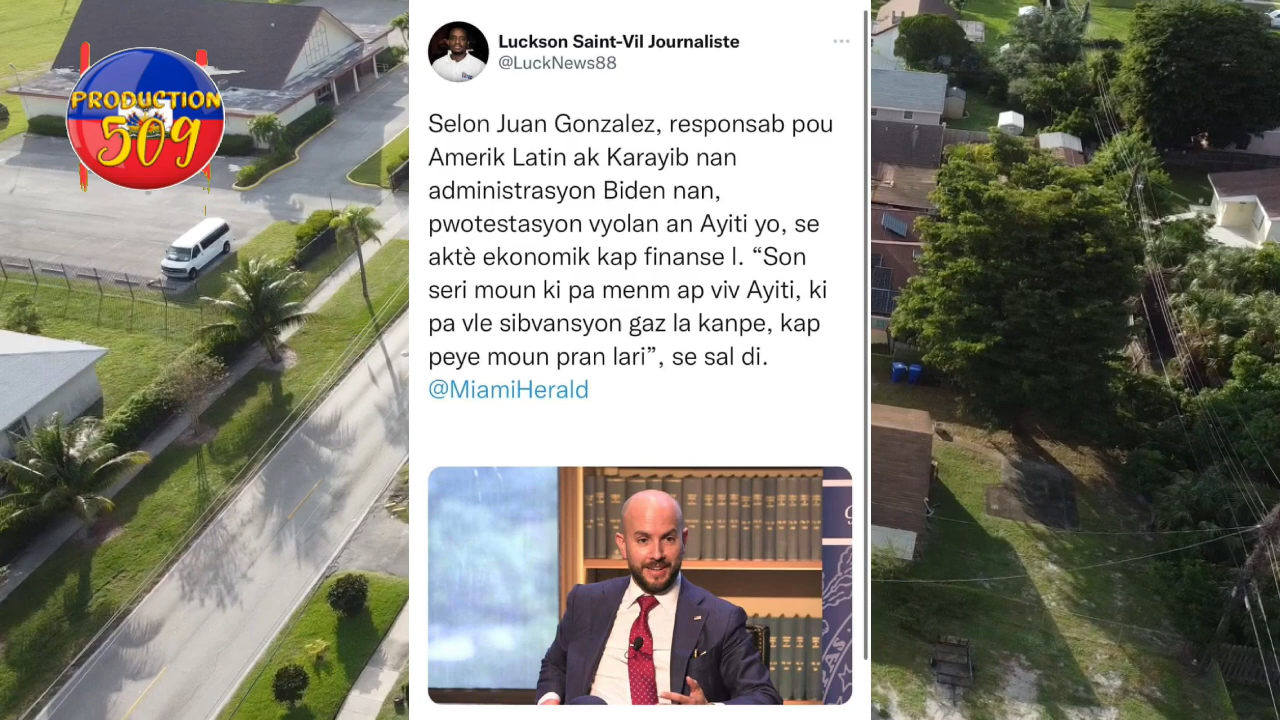 PRODUCTION
509
Luckson Saint-Vil Journaliste
@LuckNews88
Selon Juan Gonzalez, responsab pou
Amerik Latin ak Karayib nan
administrasyon Biden nan,
pwotestasyon vyolan an Ayiti yo, se
aktè ekonomik kap finanse l. “Son
seri moun ki pa menm ap viv Ayiti, ki
pa vle sibvansyon gaz la kanpe, kap
peye moun pran lari”, se sal di.
@MiamiHerald